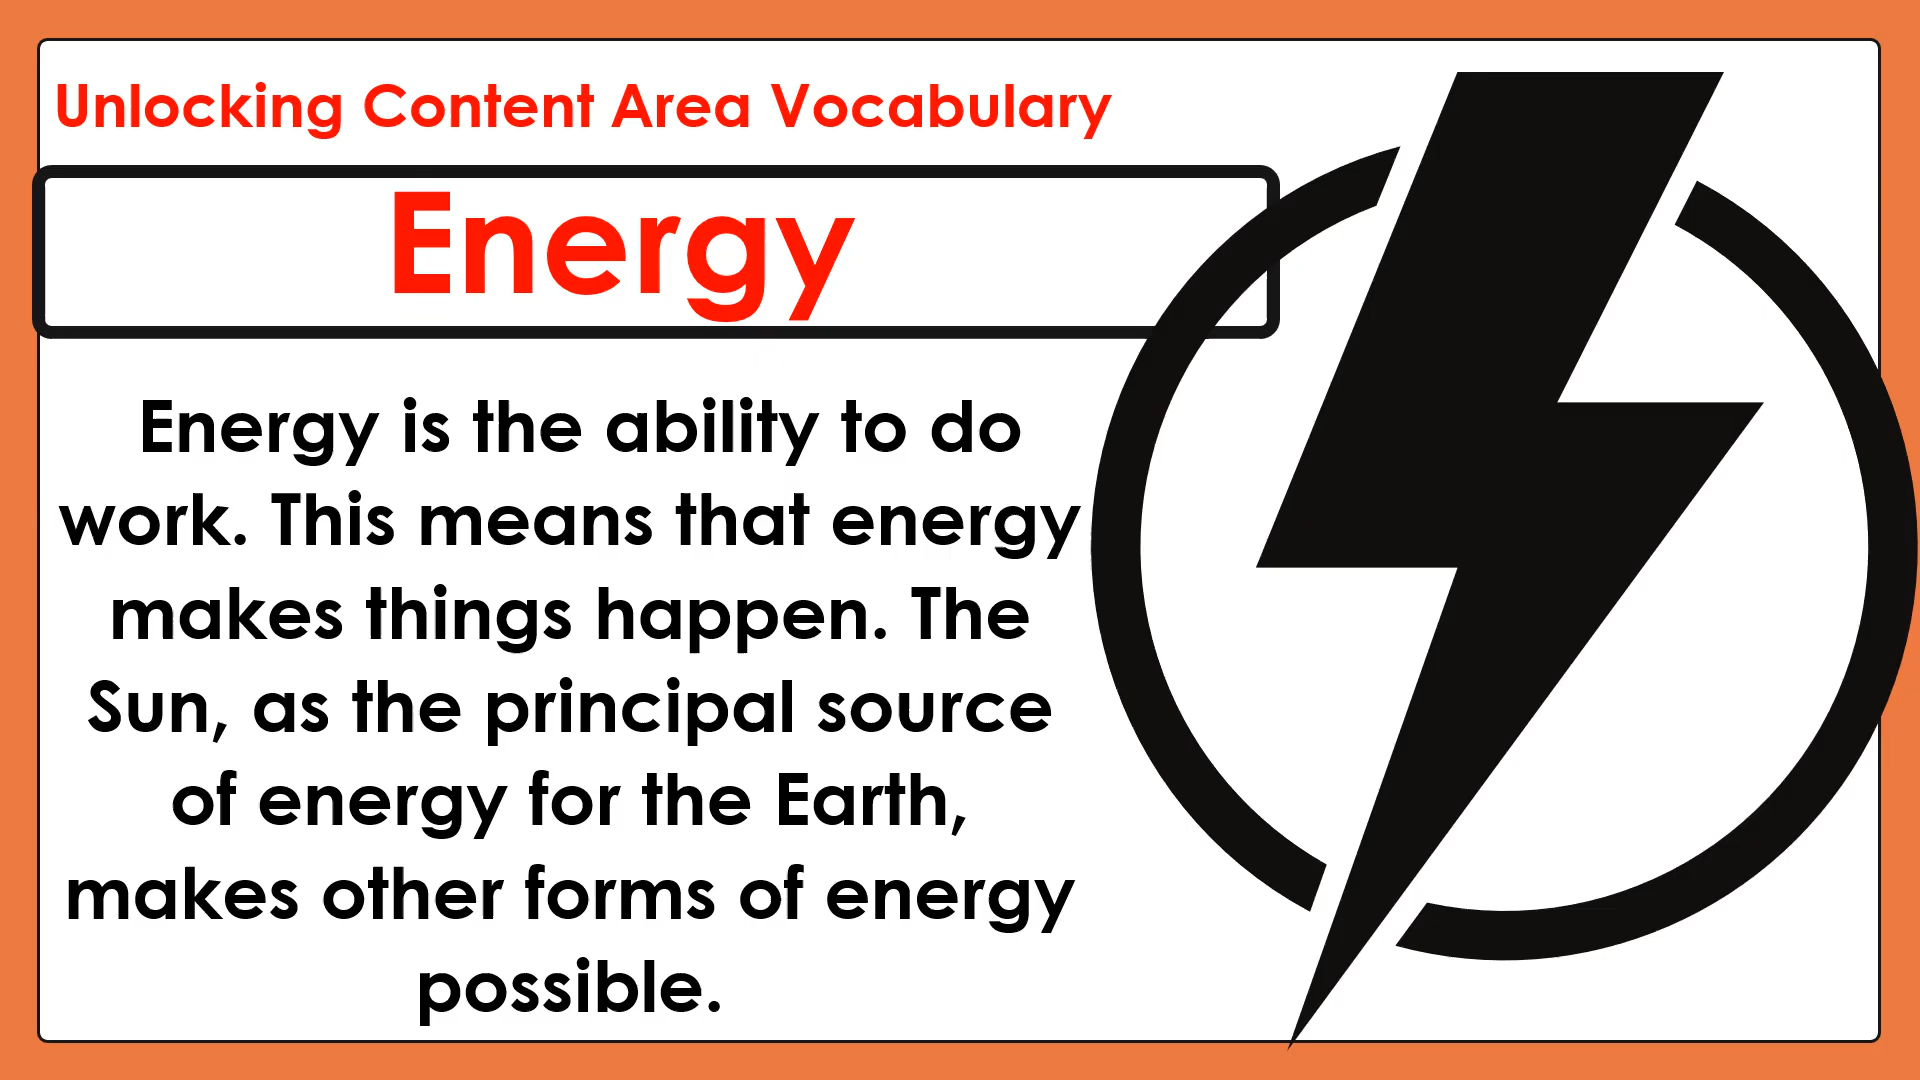 Unlocking Content Area Vocabulary
Energy
Energy is the ability to do
work. This means that energy
makes things happen. The
Sun, as the principal source
of energy for the Earth,
makes other forms of energy
possible.